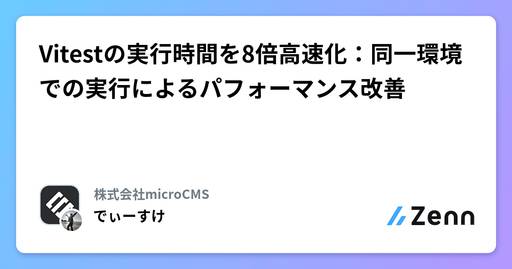 Vitestの実行時間を8倍高速化：同一環境
での実行によるパフォーマンス改善
株式会社microCMS
でぃーすけ
Zenn